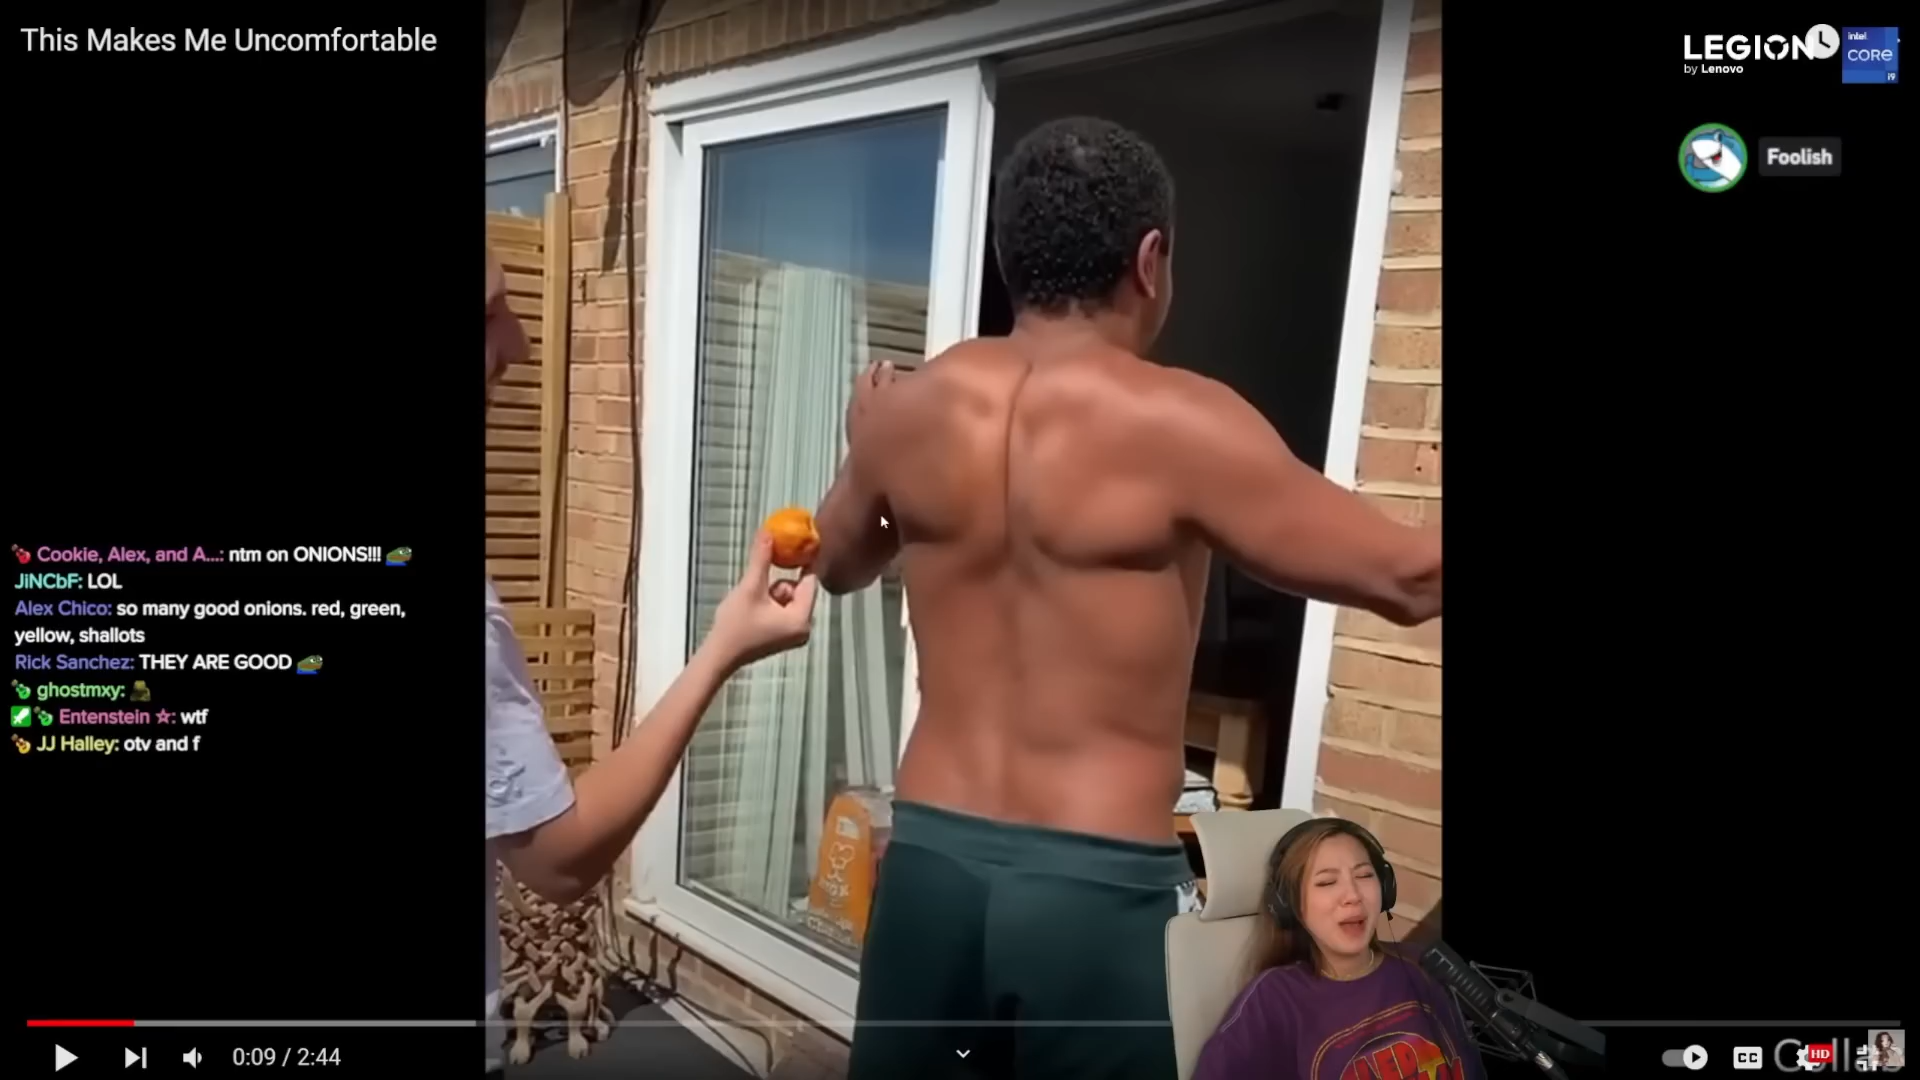 This Makes Me Uncomfortable
LEGION
by Lenovo
intel
CORE
i9
Foolish
Cookie, Alex, and A...: ntm on ONIONS!!!
JiNCbF: LOL
Alex Chico: so many good onions. red, green,
yellow, shallots
Rick Sanchez: THEY ARE GOOD
ghostmxy:
Entenstein ☆: wtf
JJ Halley: otv and f
0:09 / 2:44
CC
HD